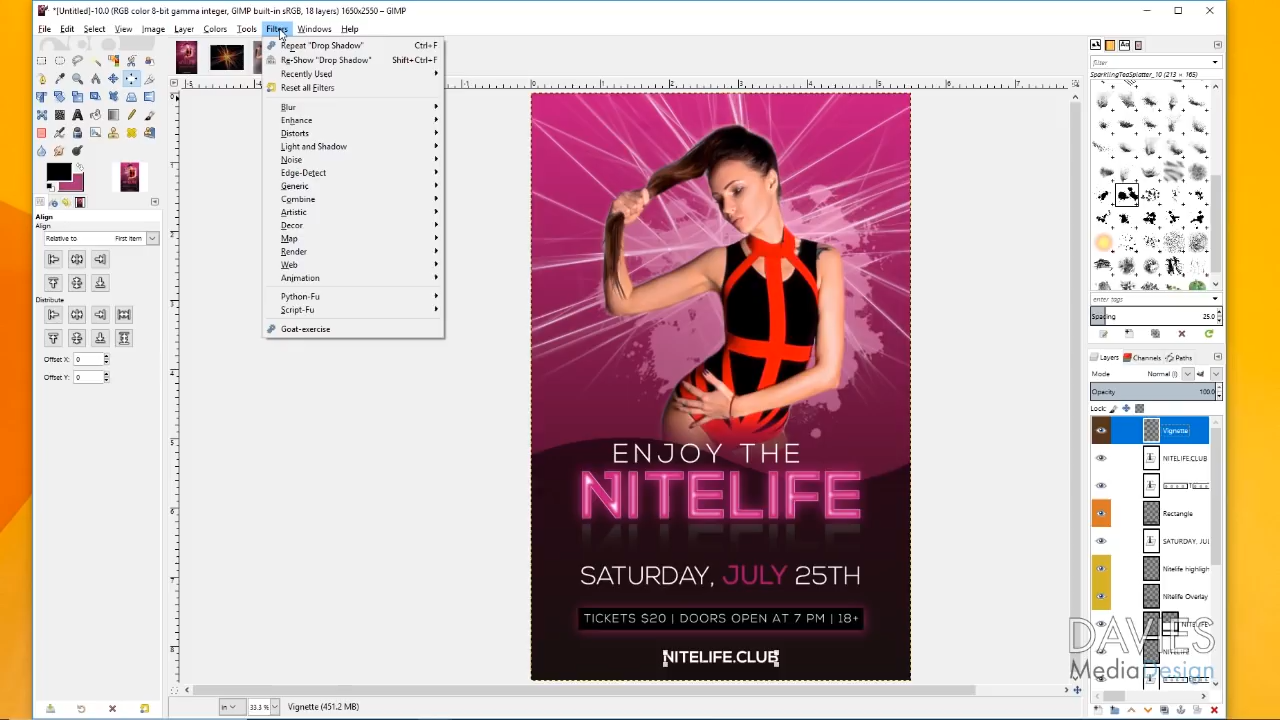 *[Untitled]-10.0 (RGB color 8-bit gamma integer, GIMP built-in sRGB, 18 layers) 1650x2550 – GIMP
File Edit Select View Image Layer Colors Tools Filters Windows Help
Repeat "Drop Shadow" Ctrl+F
Re-Show "Drop Shadow" Shift+Ctrl+F
Recently Used
Reset all Filters
Blur
Enhance
Distorts
Light and Shadow
Noise
Edge-Detect
Generic
Combine
Artistic
Decor
Map
Render
Web
Animation
Python-Fu
Script-Fu
Goat-exercise
Align
Align
Relative to First item
Distribute
Offset X: 0
Offset Y: 0
ENJOY THE
NITELIFE
SATURDAY, JULY 25TH
TICKETS $20 | DOORS OPEN AT 7 PM | 18+
NITELIFE.CLUB
in 33.3 % Vignette (451.2 MB)
filter
SparklingTeaSplatter_10 (213 × 165)
enter tags
Spacing 25.0
Layers Channels Paths
Mode Normal (l)
Opacity 100.0
Lock:
Vignette
NITELIFE.CLUB
Rectangle
SATURDAY, JUL
Nitelife highligh
Nitelife Overlay
NITELIFE
DAVIES
MediaDesign